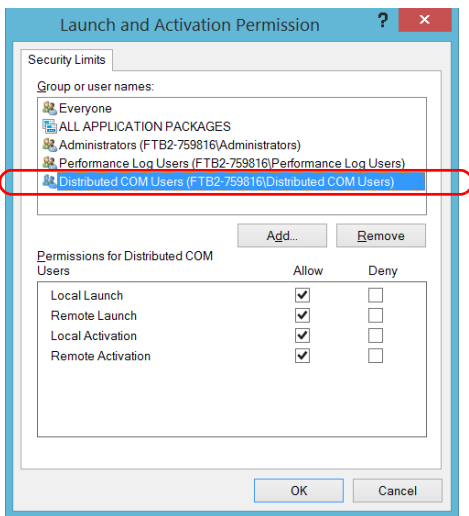 Launch and Activation Permission
?
×
Security Limits
Group or user names:
Everyone
ALL APPLICATION PACKAGES
Administrators (FTB2-759816\Administrators)
Performance Log Users (FTB2-759816\Performance Log Users)
Distributed COM Users (FTB2-759816\Distributed COM Users)
Add... Remove
Permissions for Distributed COM
Users Allow Deny
Local Launch
Remote Launch
Local Activation
Remote Activation
OK Cancel